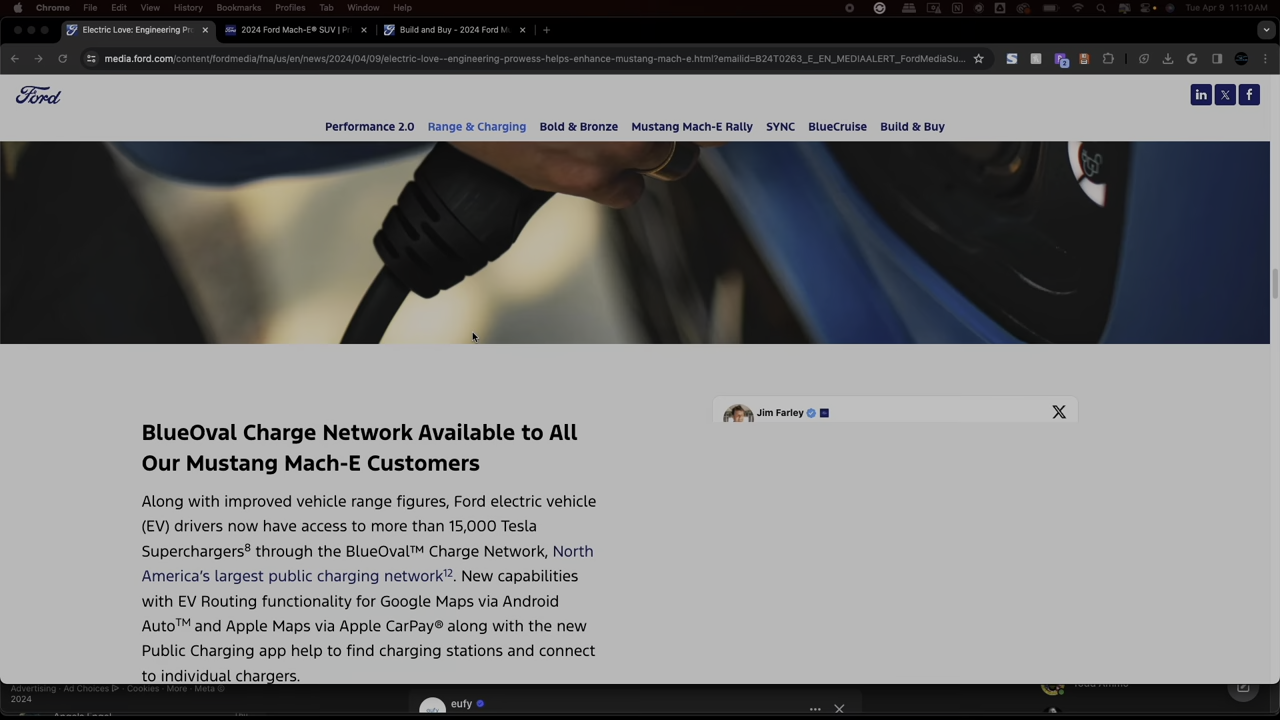 Chrome File Edit View History Bookmarks Profiles Tab Window Help Tue Apr 9 11:10 AM
Electric Love: Engineering Pr 2024 Ford Mach-E® SUV | Pr Build and Buy - 2024 Ford M
media.ford.com/content/fordmedia/fna/us/en/news/2024/04/09/electric-love--engineering-prowess-helps-enhance-mustang-mach-e.html?emailid=B24T0263_E_EN_MEDIAALERT_FordMediaSu...
Ford
Performance 2.0 Range & Charging Bold & Bronze Mustang Mach-E Rally SYNC BlueCruise Build & Buy
BlueOval Charge Network Available to All
Our Mustang Mach-E Customers
Along with improved vehicle range figures, Ford electric vehicle
(EV) drivers now have access to more than 15,000 Tesla
Superchargers⁸ through the BlueOval™ Charge Network, North
America's largest public charging network¹². New capabilities
with EV Routing functionality for Google Maps via Android
Auto™ and Apple Maps via Apple CarPay® along with the new
Public Charging app help to find charging stations and connect
to individual chargers.
Jim Farley
Advertising · Ad Choices · Cookies · More · Meta ©
2024
eufy